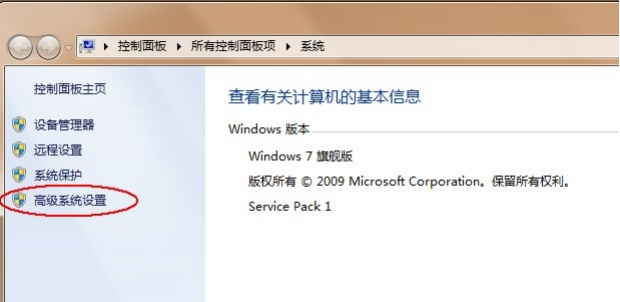 控制面板 ▸ 所有控制面板项 ▸ 系统
控制面板主页
设备管理器
远程设置
系统保护
高级系统设置
查看有关计算机的基本信息
Windows 版本
Windows 7 旗舰版
版权所有 © 2009 Microsoft Corporation。保留所有权利。
Service Pack 1